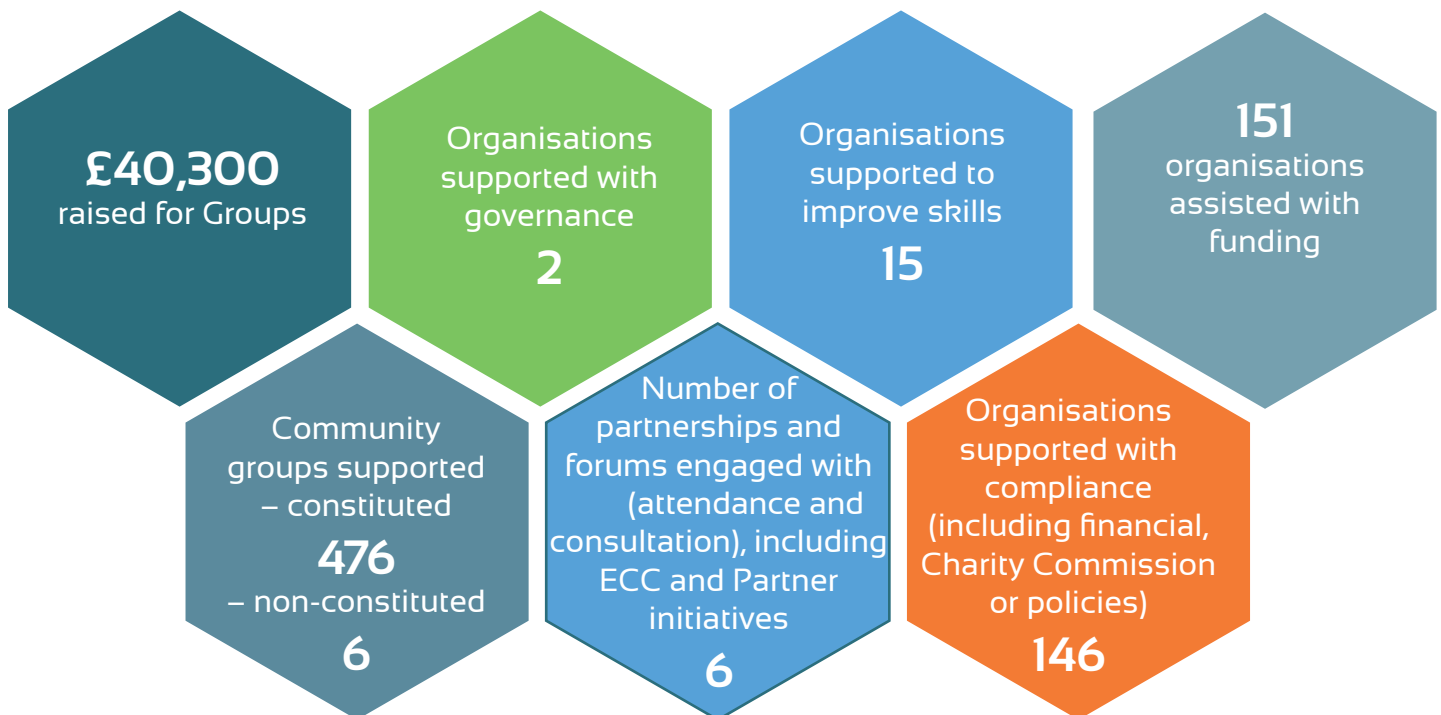 £40,300
raised for Groups
Organisations
supported with
governance
2
Organisations
supported to
improve skills
15
151
organisations
assisted with
funding
Community
groups supported
– constituted
476
– non-constituted
6
Number of
partnerships and
forums engaged with
(attendance and
consultation), including
ECC and Partner
initiatives
6
Organisations
supported with
compliance
(including financial,
Charity Commission
or policies)
146